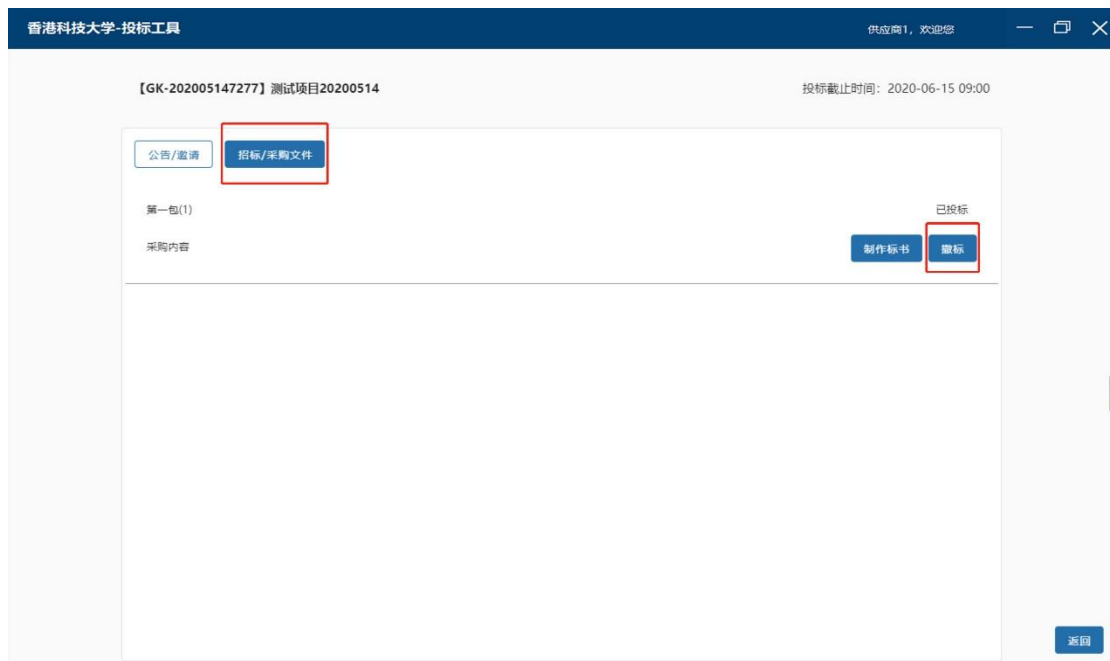 香港科技大学-投标工具 供应商1，欢迎您
【GK-202005147277】测试项目20200514 投标截止时间：2020-06-15 09:00
公告/邀请 招标/采购文件
第一包(1) 已投标
采购内容 制作标书 撤标
返回